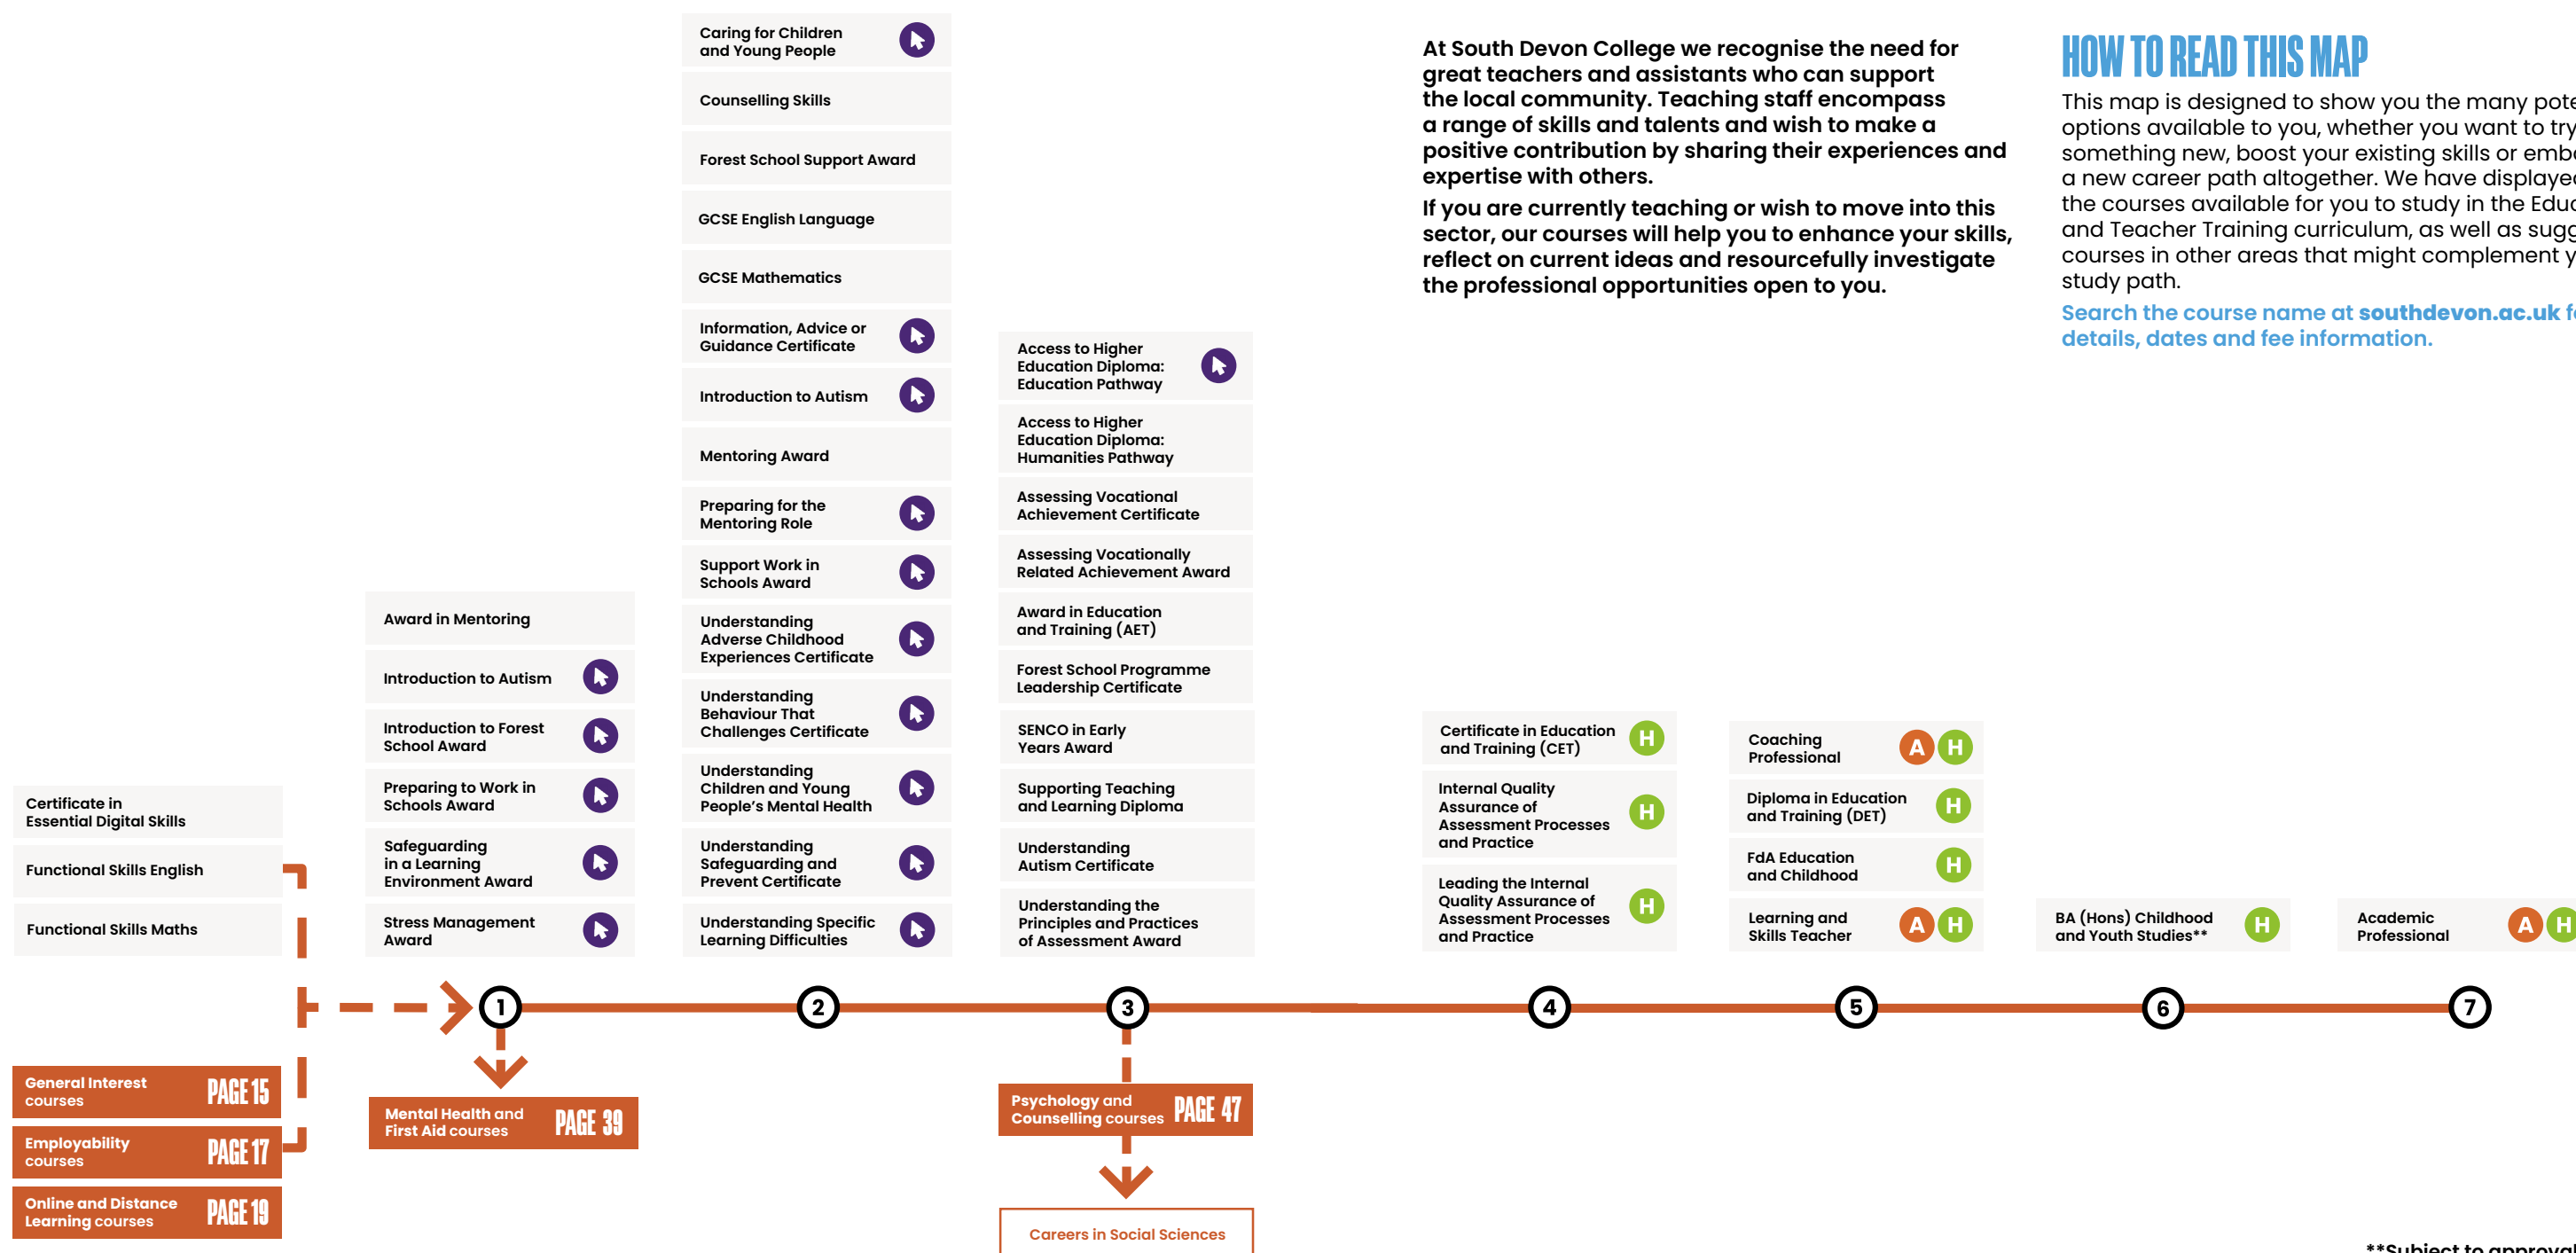 Caring for Children
and Young People
Counselling Skills
Forest School Support Award
GCSE English Language
GCSE Mathematics
Information, Advice or
Guidance Certificate
Introduction to Autism
Mentoring Award
Preparing for the
Mentoring Role
Support Work in
Schools Award
Understanding
Adverse Childhood
Experiences Certificate
Understanding
Behaviour That
Challenges Certificate
Understanding
Children and Young
People's Mental Health
Understanding
Safeguarding and
Prevent Certificate
Understanding Specific
Learning Difficulties
At South Devon College we recognise the need for
great teachers and assistants who can support
the local community. Teaching staff encompass
a range of skills and talents and wish to make a
positive contribution by sharing their experiences and
expertise with others.
If you are currently teaching or wish to move into this
sector, our courses will help you to enhance your skills,
reflect on current ideas and resourcefully investigate
the professional opportunities open to you.
HOW TO READ THIS MAP
This map is designed to show you the many
options available to you, whether you want to try
something new, boost your existing skills or
a new career path altogether. We have displayed
the courses available for you to study in the
and Teacher Training curriculum, as well as
courses in other areas that might complement
study path.
Search the course name at southdevon.ac.uk
details, dates and fee information.
Access to Higher
Education Diploma:
Education Pathway
Access to Higher
Education Diploma:
Humanities Pathway
Assessing Vocational
Achievement Certificate
Assessing Vocationally
Related Achievement Award
Award in Education
and Training (AET)
Forest School Programme
Leadership Certificate
SENCO in Early
Years Award
Supporting Teaching
and Learning Diploma
Understanding
Autism Certificate
Understanding the
Principles and Practices
of Assessment Award
Award in Mentoring
Introduction to Autism
Introduction to Forest
School Award
Preparing to Work in
Schools Award
Safeguarding
in a Learning
Environment Award
Stress Management
Award
Certificate in
Essential Digital Skills
Functional Skills English
Functional Skills Maths
Certificate in Education
and Training (CET)
H
Internal Quality
Assurance of
Assessment Processes
and Practice
H
Leading the Internal
Quality Assurance of
Assessment Processes
and Practice
H
Coaching
Professional
A H
Diploma in Education
and Training (DET)
H
FdA Education
and Childhood
H
Learning and
Skills Teacher
A H
BA (Hons) Childhood
and Youth Studies**
H
Academic
Professional
A H
1 2 3 4 5 6 7
General Interest
courses
PAGE 15
Employability
courses
PAGE 17
Online and Distance
Learning courses
PAGE 19
Mental Health and
First Aid courses
PAGE 39
Psychology and
Counselling courses
PAGE 47
Careers in Social Sciences
**Subject to approval